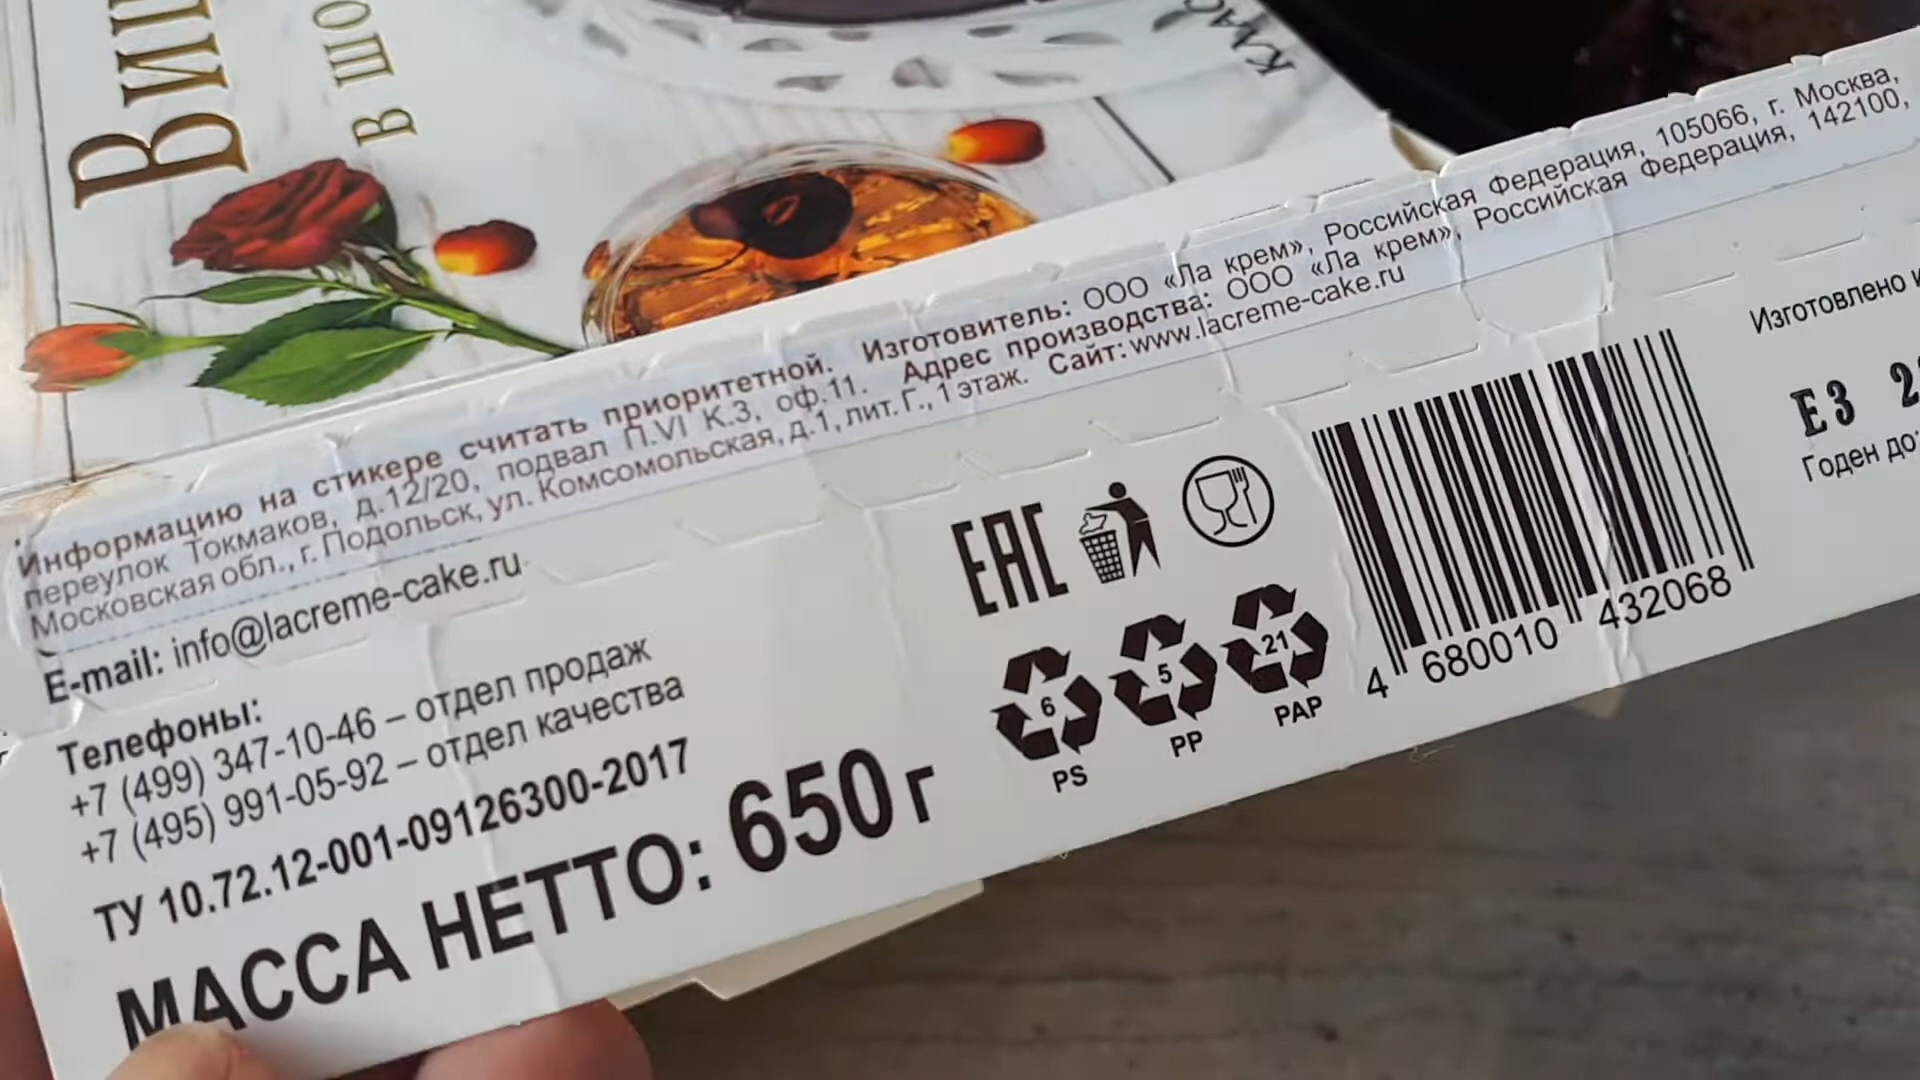 В ШО
Информацию на стикере считать приоритетной. Изготовитель: ООО «Ла крем», Российская Федерация, 105066, г. Москва,
переулок Токмаков, д.12/20, подвал П.VI К.3, оф.11. Адрес производства: ООО «Ла крем», Российская Федерация, 142100,
Московская обл., г. Подольск, ул. Комсомольская, д.1, лит. Г., 1 этаж. Сайт: www.lacreme-cake.ru
E-mail: info@lacreme-cake.ru
Телефоны:
+7 (499) 347-10-46 – отдел продаж
+7 (495) 991-05-92 – отдел качества
ТУ 10.72.12-001-09126300-2017
МАССА НЕТТО: 650 г
EAC
6
PS
5
PP
21
PAP
4 680010 432068
Изготовлено и
E3
Годен до: